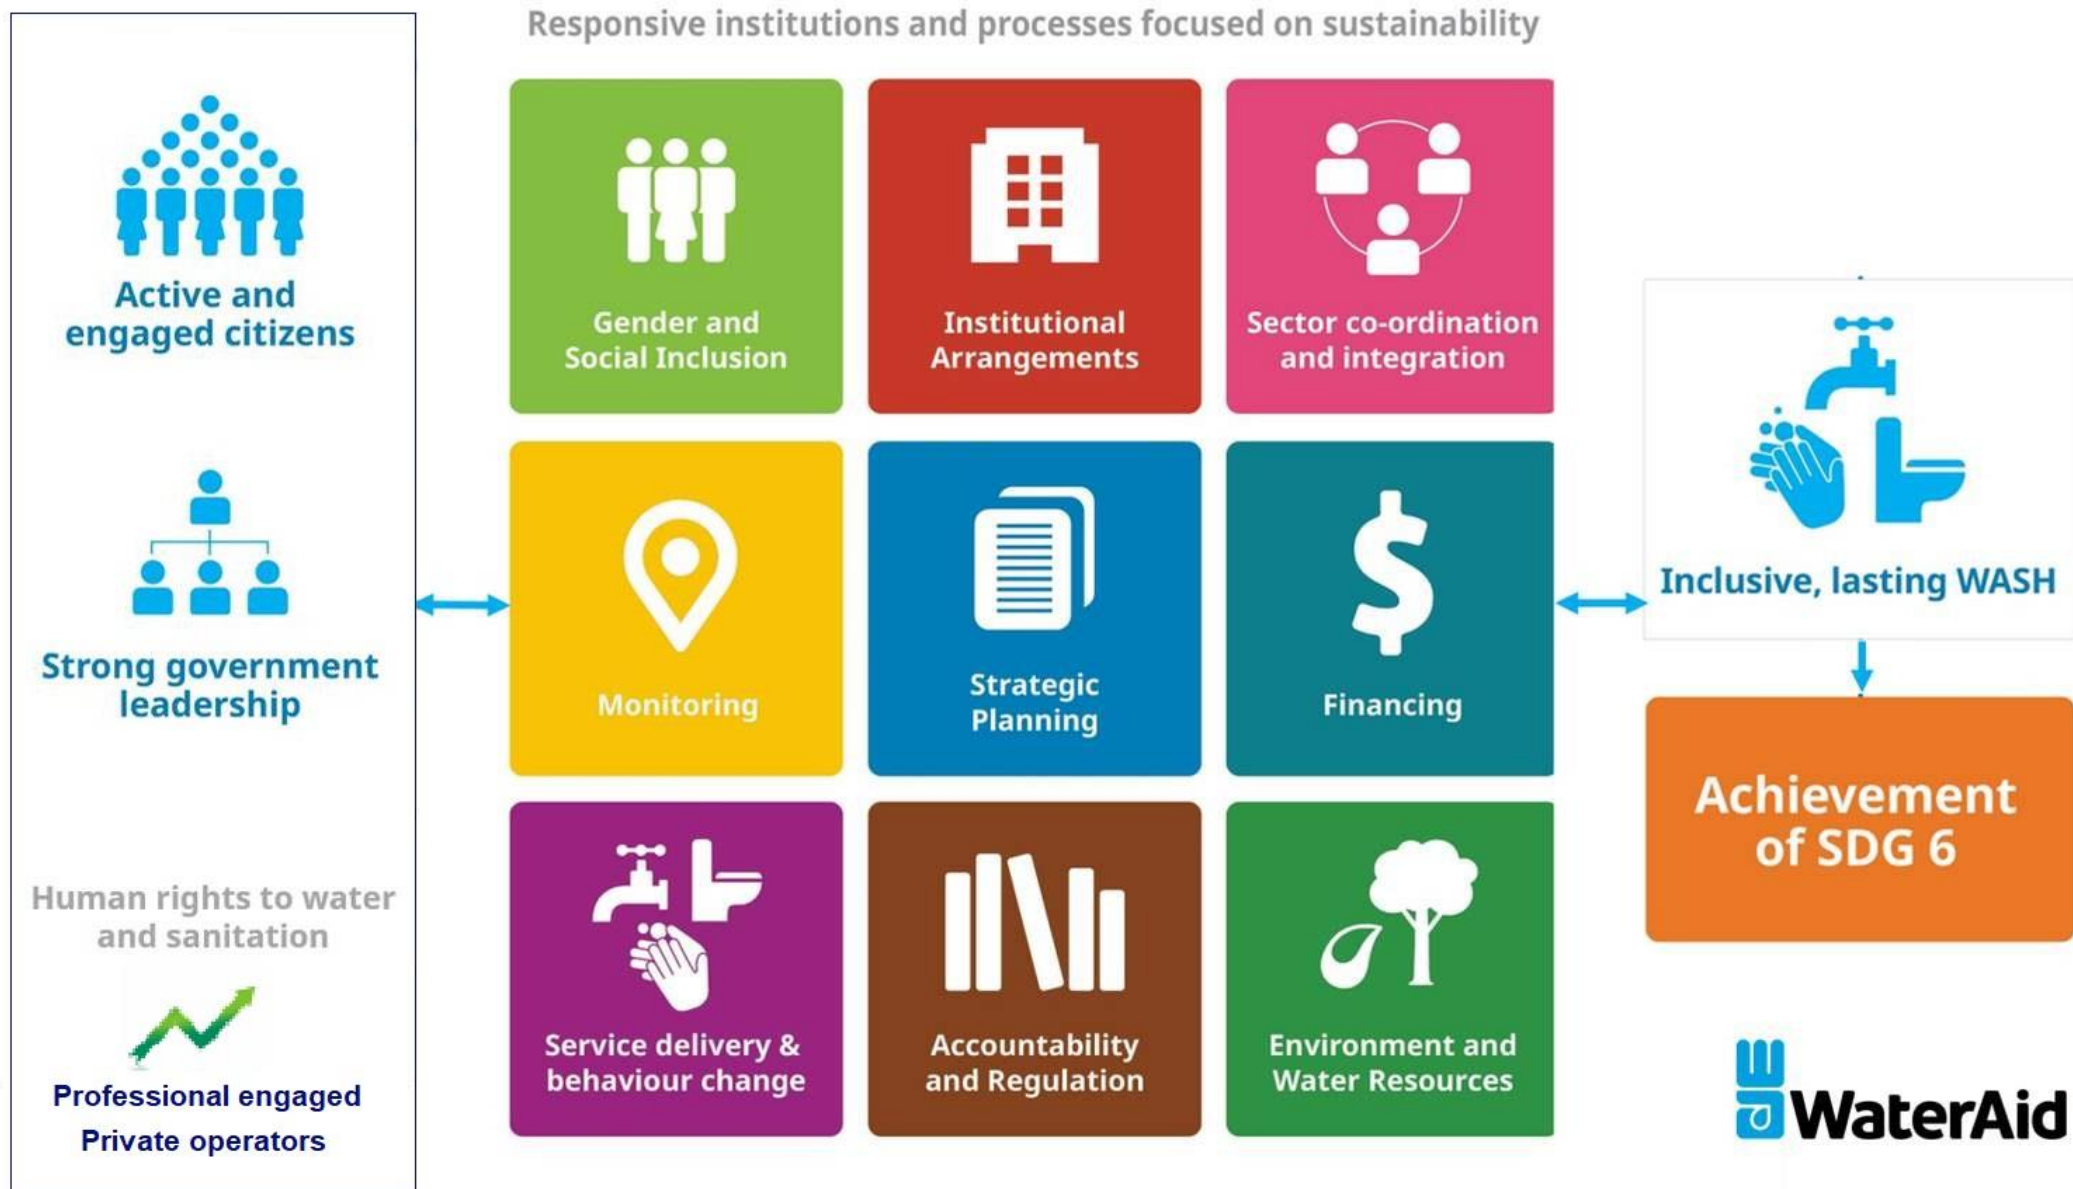 Responsive institutions and processes focused on sustainability
Active and
engaged citizens
Strong government
leadership
Human rights to water
and sanitation
Professional engaged
Private operators
Gender and
Social Inclusion
Institutional
Arrangements
Sector co-ordination
and integration
Monitoring
Strategic
Planning
Financing
Service delivery &
behaviour change
Accountability
and Regulation
Environment and
Water Resources
Inclusive, lasting WASH
Achievement
of SDG 6
WaterAid